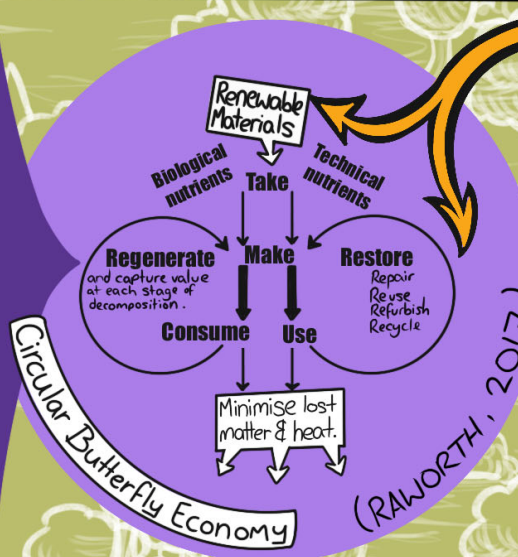 Renewable
Materials
Biological
nutrients
Technical
nutrients
Take
Make
Regenerate
and capture value
at each stage of
decomposition.
Restore
Repair
Reuse
Refurbish
Recycle
Consume
Use
Minimise lost
matter & heat.
Circular Butterfly Economy
(RAWORTH, 2017)